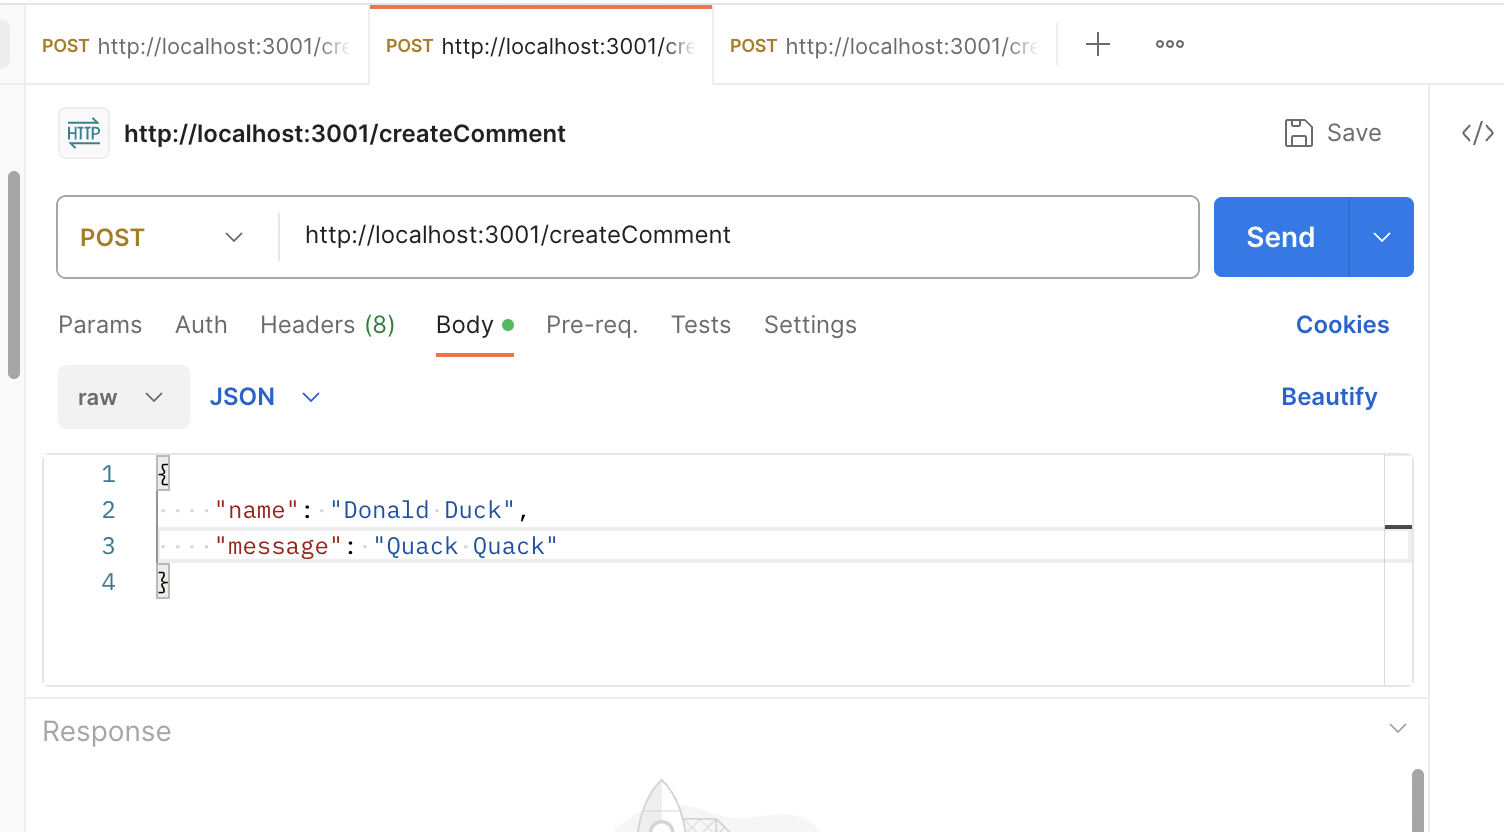 POST http://localhost:3001/cre POST http://localhost:3001/cre POST http://localhost:3001/cre
HTTP http://localhost:3001/createComment Save </>
POST http://localhost:3001/createComment Send
Params Auth Headers (8) Body Pre-req. Tests Settings Cookies
raw JSON Beautify
1 {
2 "name": "Donald Duck",
3 "message": "Quack Quack"
4 }
Response